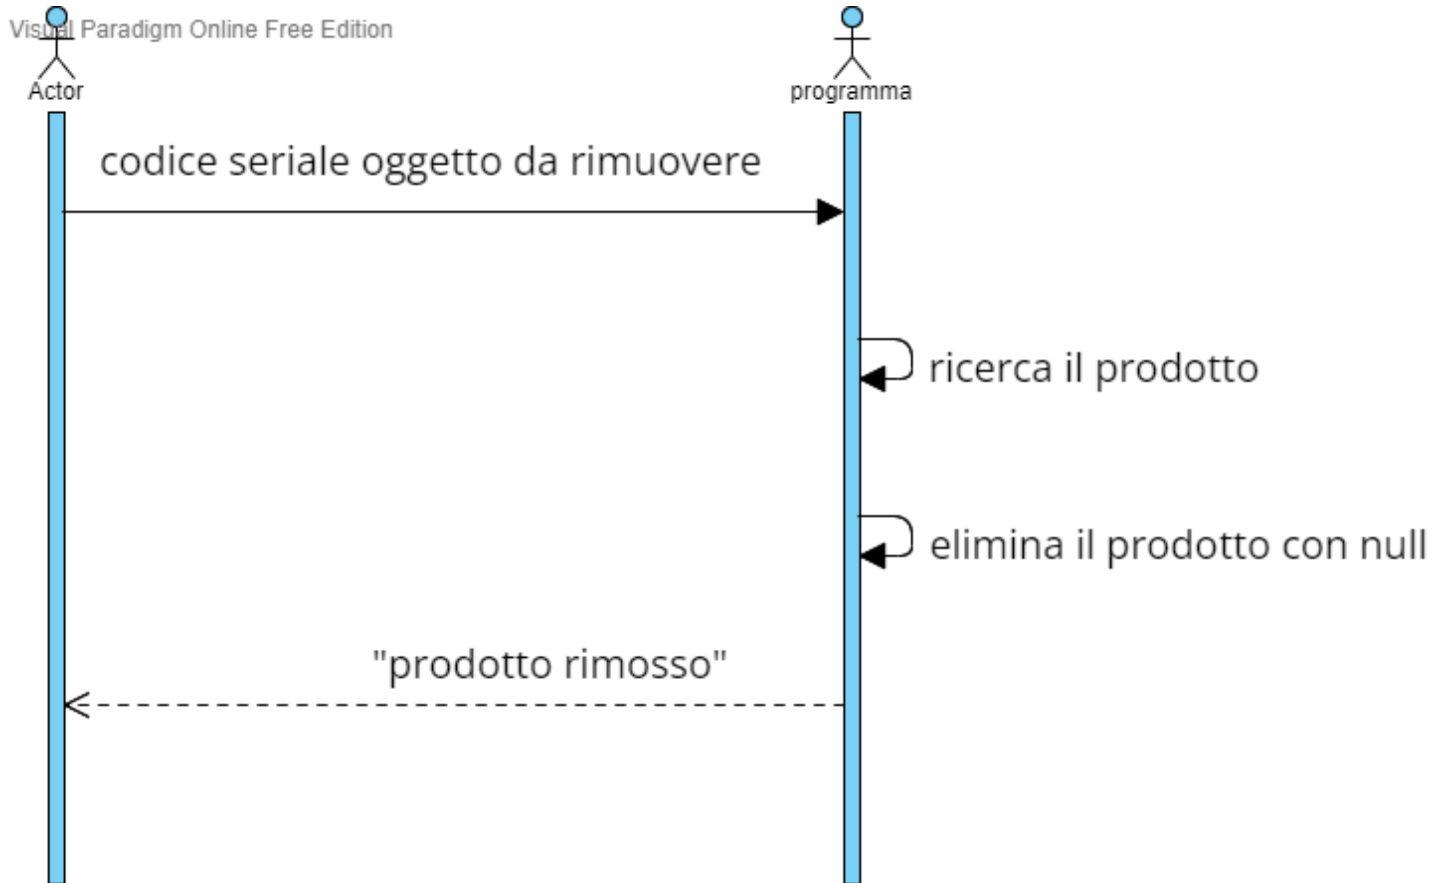 Visual Paradigm Online Free Edition
Actor
programma
codice seriale oggetto da rimuovere
ricerca il prodotto
elimina il prodotto con null
"prodotto rimosso"